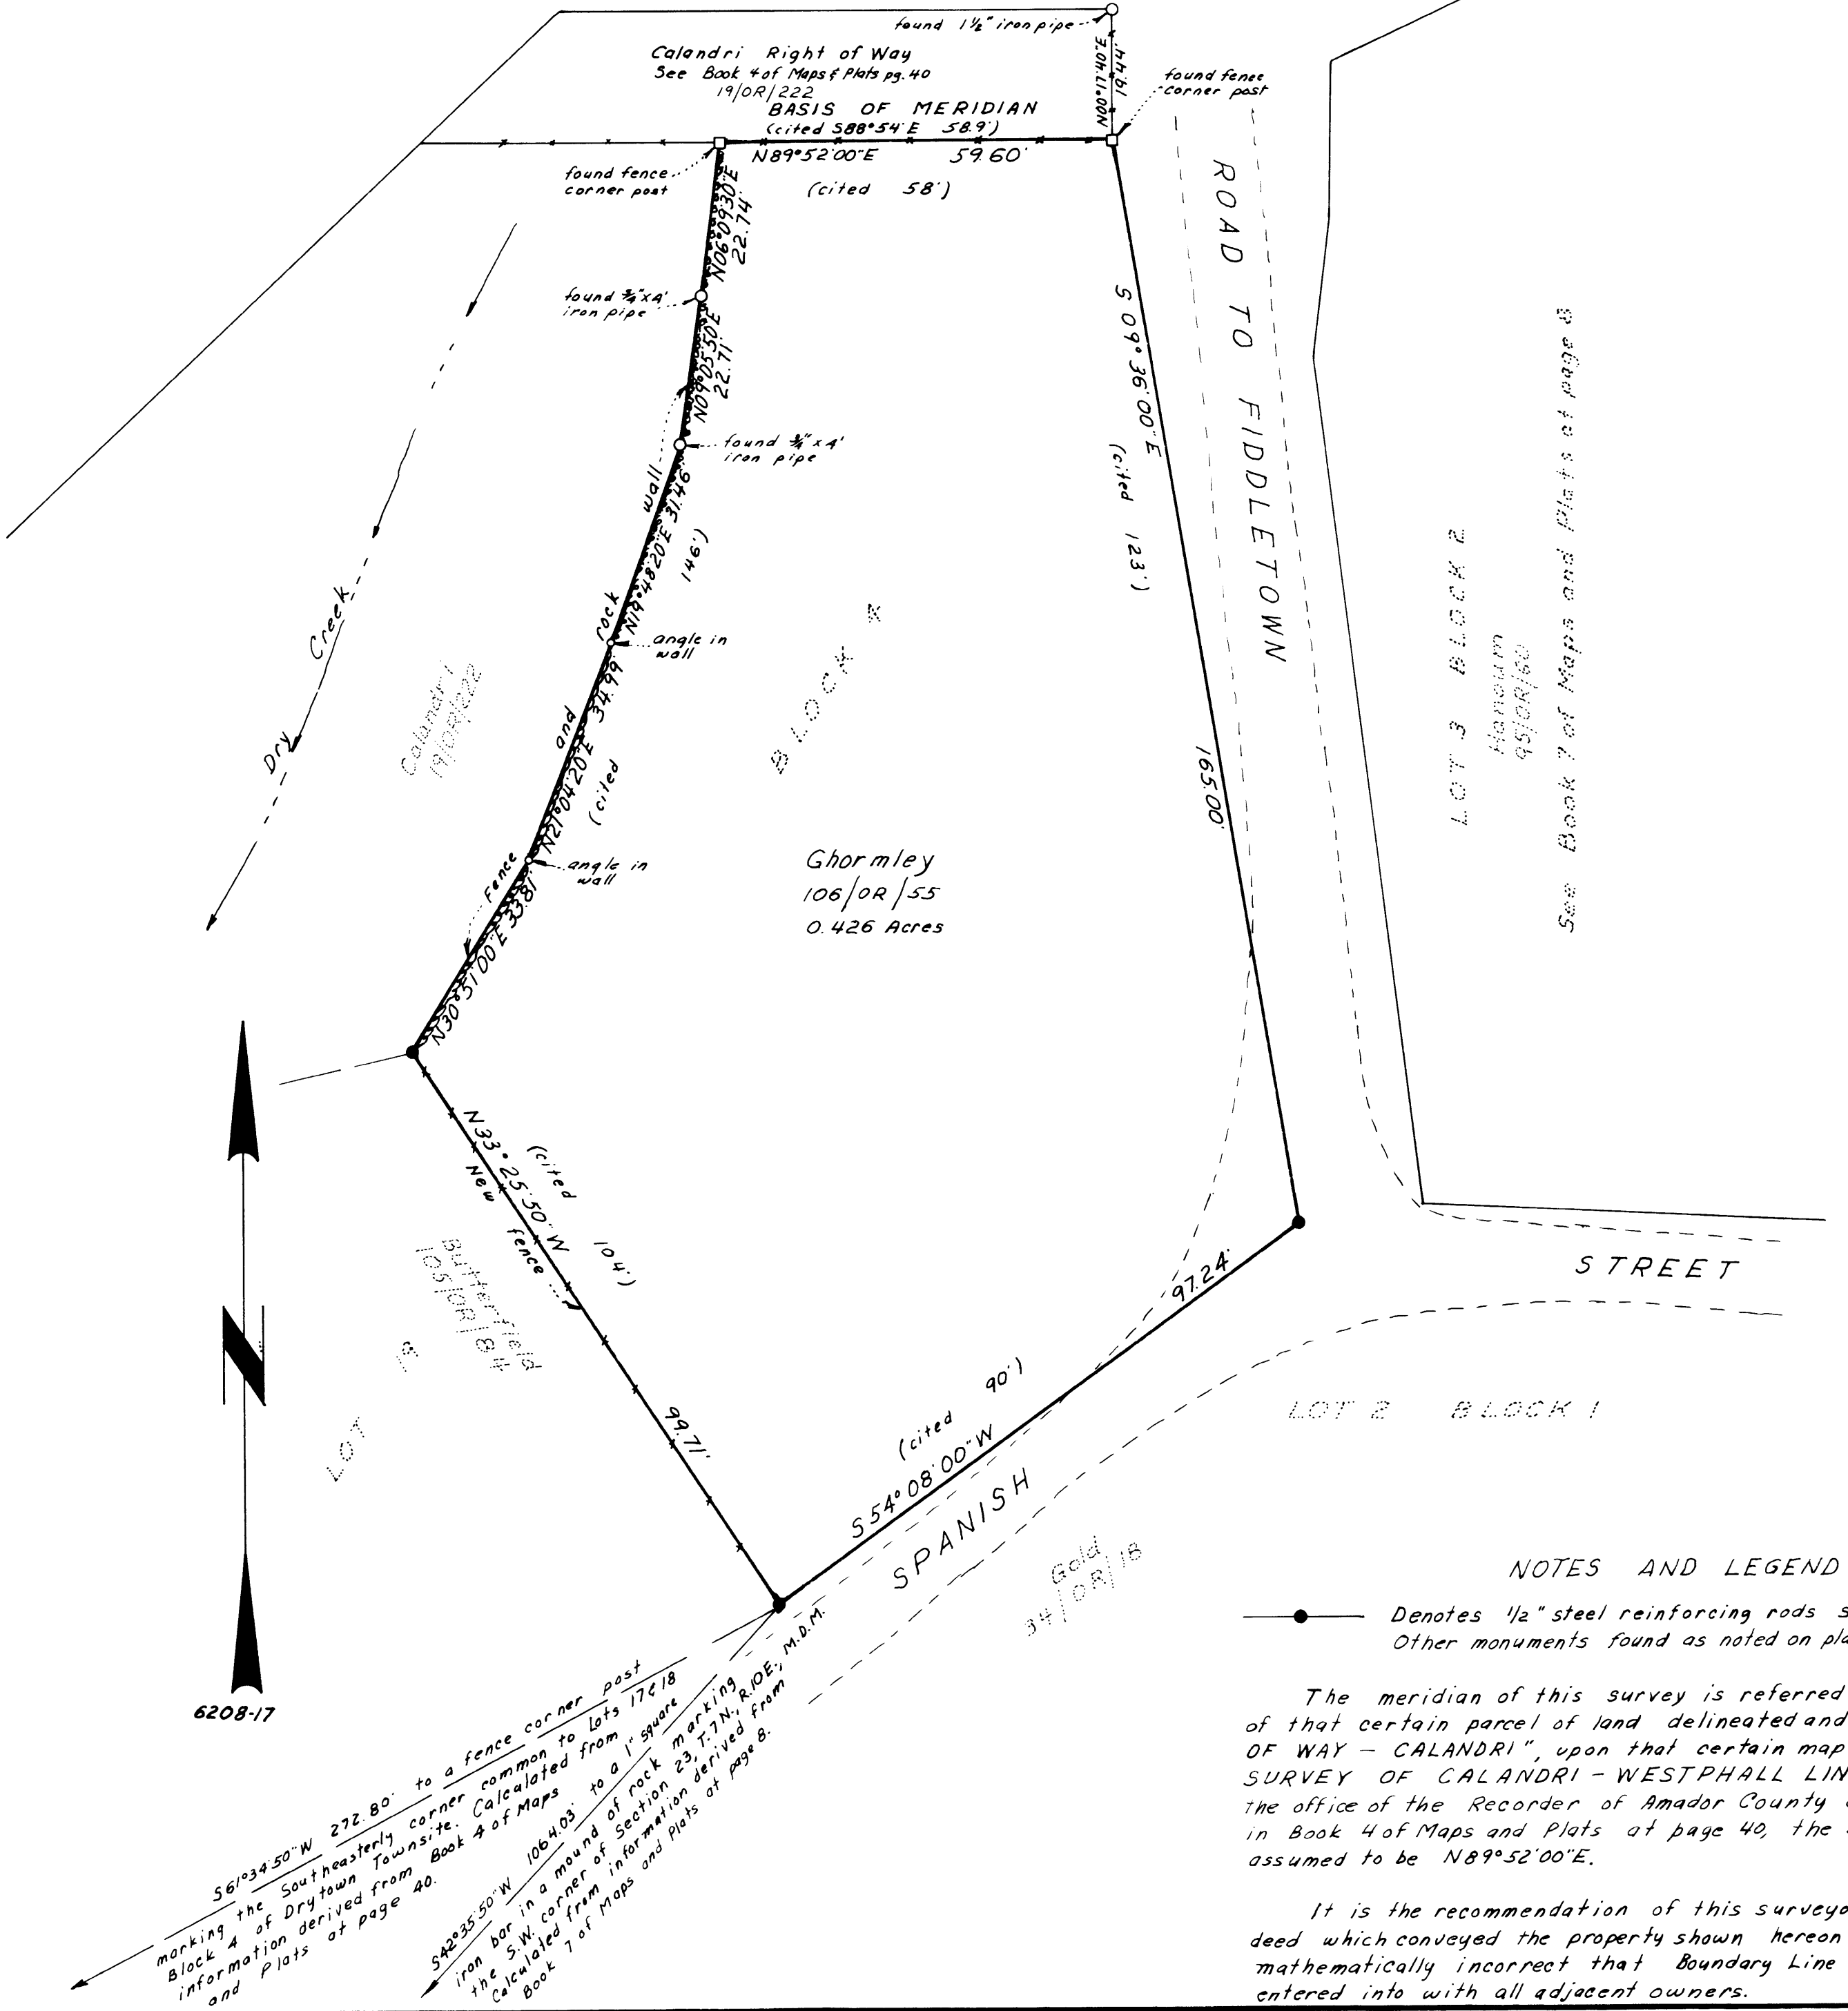 found 1½" iron pipe
Calandri Right of Way
See Book 4 of Maps & Plats pg. 40
19/OR/222
BASIS OF MERIDIAN
(cited S88°54'E 58.9')
N89°52'00"E 59.60'
(cited 58')
N00°17'40"E
19.44'
found fence
corner post
found fence
corner post
N06°09'30"E
22.74'
found ¾"x4'
iron pipe
N09°05'50"E
22.71'
found ¾"x4'
iron pipe
Fence and rock wall
N19°48'20"E 31.46'
angle in
wall
N21°04'20"E 34.99'
(cited 146')
angle in
wall
N30°51'00"E 33.81'
S 09°36'00"E
165.00'
(cited 123')
ROAD TO FIDDLETOWN
LOT 3 BLOCK 2
95/OR/60
See Book 7 of Maps and Plats at page 8
Dry Creek
Calandri
19/OR/222
BLOCK K
Ghormley
106/OR/55
0.426 Acres
N33°25'50"W
99.71'
(cited 104')
New fence
Butterfield
105/OR/84
LOT 19
97.24'
(cited 90')
S54°08'00"W
SPANISH
STREET
LOT 2 BLOCK 1
Gold
34/OR/18
N
6208-17
S61°34'50"W 272.80' to a fence corner post
marking the Southeasterly corner common to Lots 17 & 18
Block 4 of Drytown Townsite. Calculated from
information derived from Book 4 of Maps
and Plats at page 40.
S42°35'50"W 1064.03' to a 1" square
iron bar in a mound of rock marking
the S.W. corner of Section 23, T.7N., R.10E., M.D.M.
Calculated from information derived from
Book 7 of Maps and Plats at page 8.
NOTES AND LEGEND
Denotes 1/2" steel reinforcing rods s
Other monuments found as noted on pla
The meridian of this survey is referred
of that certain parcel of land delineated and
OF WAY – CALANDRI", upon that certain map
SURVEY OF CALANDRI – WESTPHALL LIN
the office of the Recorder of Amador County
in Book 4 of Maps and Plats at page 40, the
assumed to be N89°52'00"E.
It is the recommendation of this surveyo
deed which conveyed the property shown hereon
mathematically incorrect that Boundary Line
entered into with all adjacent owners.